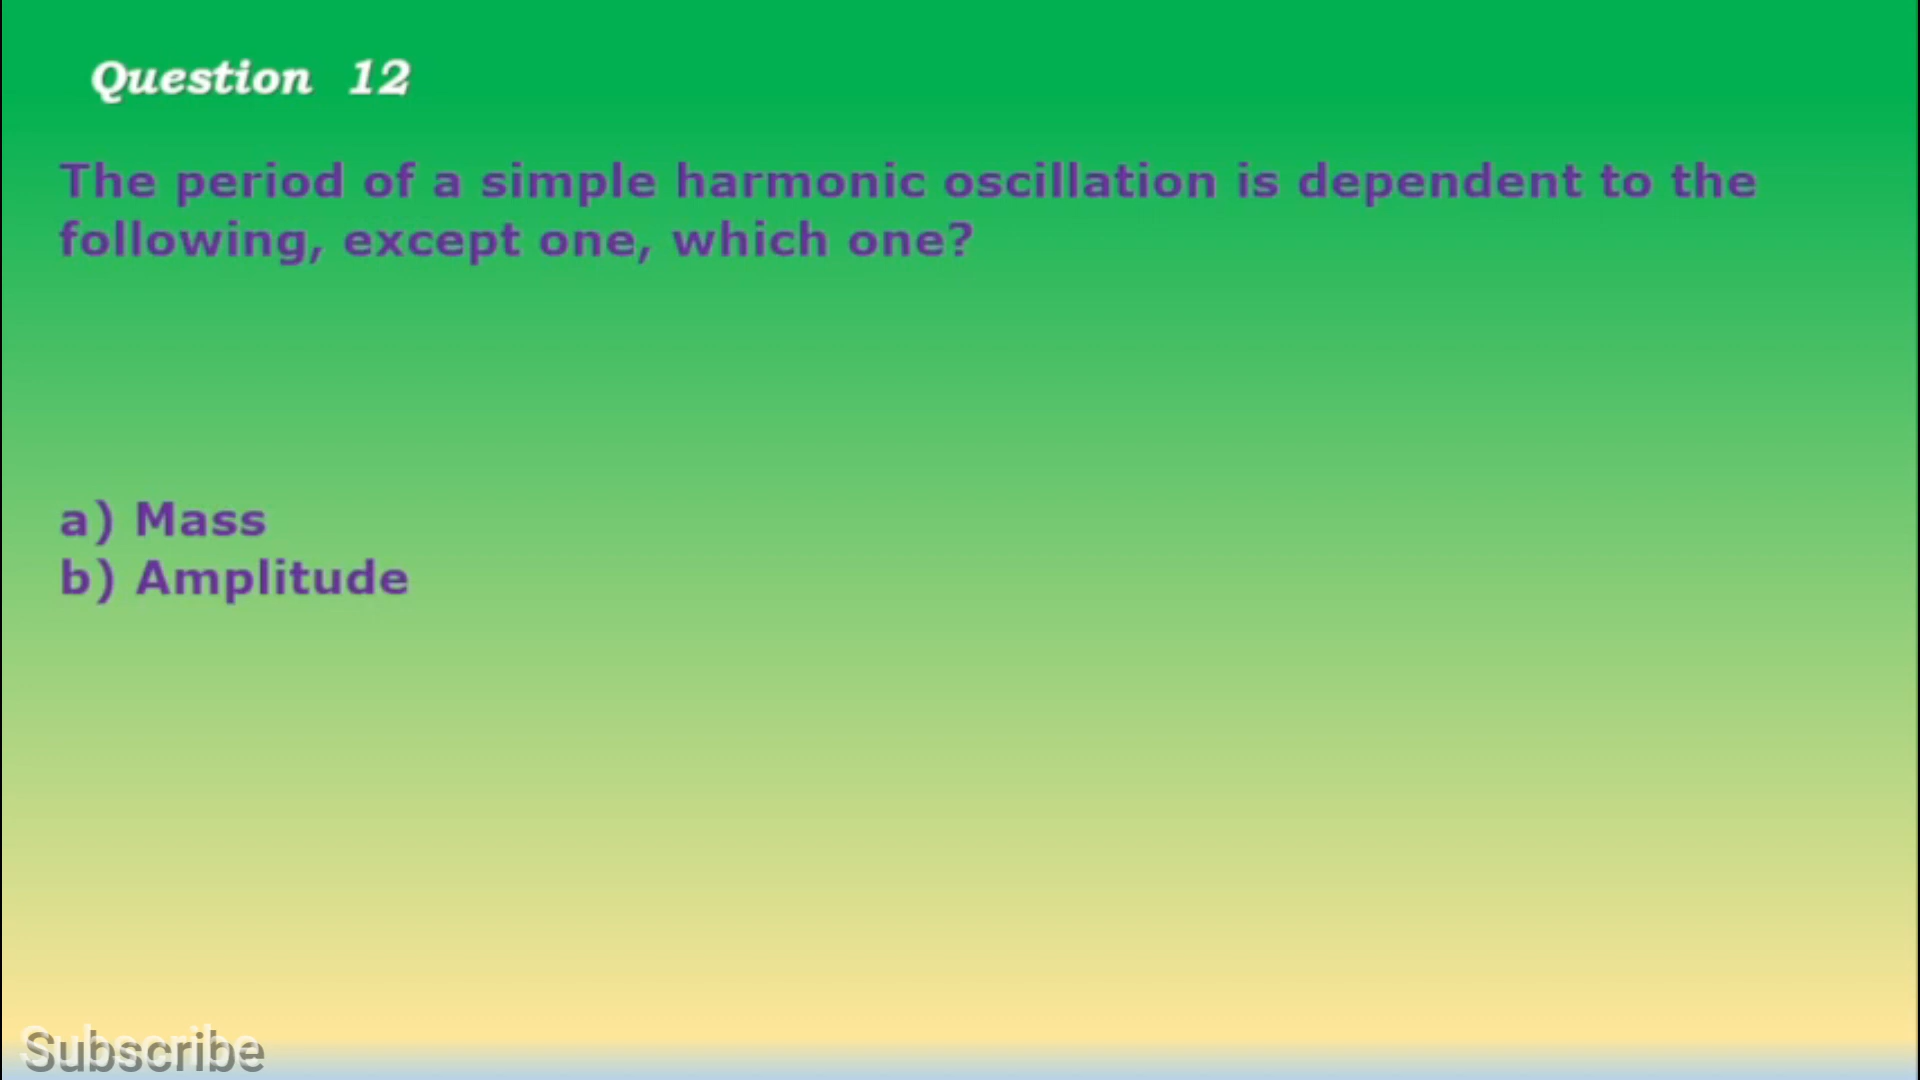 Question 12
The period of a simple harmonic oscillation is dependent to the
following, except one, which one?
a) Mass
b) Amplitude
Subscribe